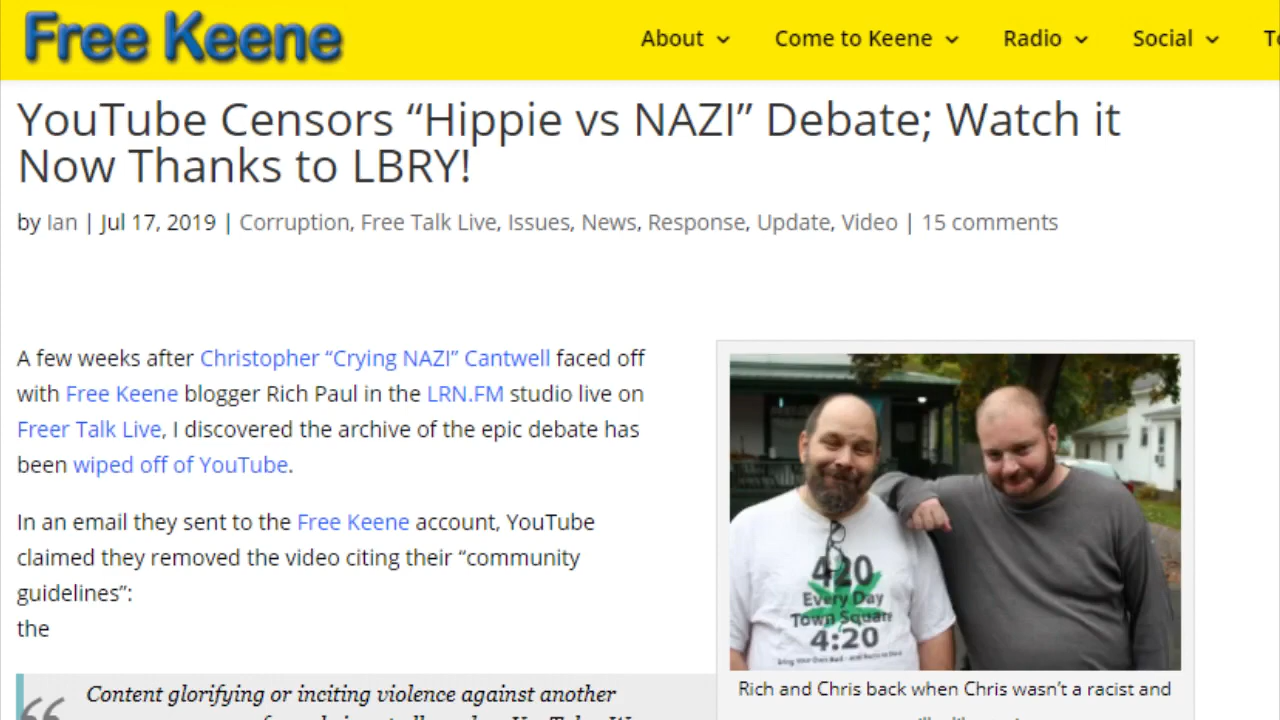 Free Keene
About
Come to Keene
Radio
Social
YouTube Censors “Hippie vs NAZI” Debate; Watch it
Now Thanks to LBRY!
by Ian | Jul 17, 2019 | Corruption, Free Talk Live, Issues, News, Response, Update, Video | 15 comments
A few weeks after Christopher “Crying NAZI” Cantwell faced off
with Free Keene blogger Rich Paul in the LRN.FM studio live on
Freer Talk Live, I discovered the archive of the epic debate has
been wiped off of YouTube.
In an email they sent to the Free Keene account, YouTube
claimed they removed the video citing their “community
guidelines”:
the
“ Content glorifying or inciting violence against another
420
Every Day
Town Square
4:20
Rich and Chris back when Chris wasn’t a racist and